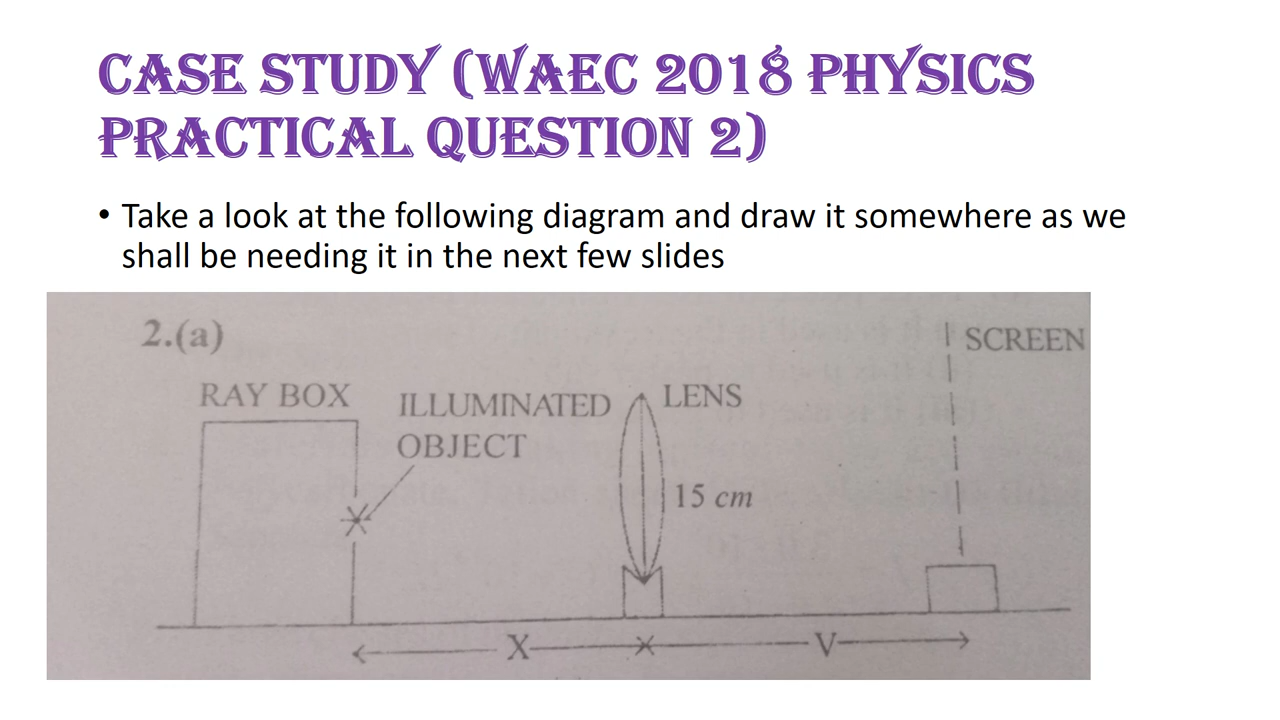 CASE STUDY (WAEC 2018 PHYSICS
PRACTICAL QUESTION 2)
• Take a look at the following diagram and draw it somewhere as we
shall be needing it in the next few slides
2.(a)
SCREEN
RAY BOX
ILLUMINATED
OBJECT
LENS
15 cm
X
V